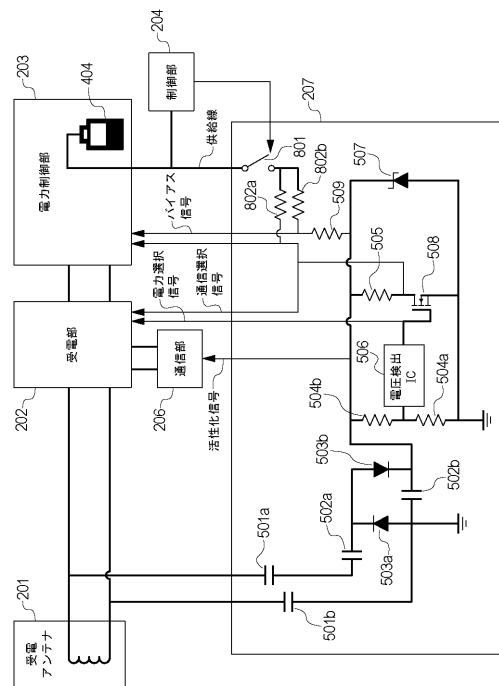 201
受電
アンテナ
202
受電部
203
電力制御部
404
204
制御部
206
通信部
207
電力選択
信号
通信選択
信号
バイアス
信号
供給線
活性化信号
801
802a
802b
501a
501b
502a
502b
503a
503b
504a
504b
505
506
電圧検出
IC
507
508
509